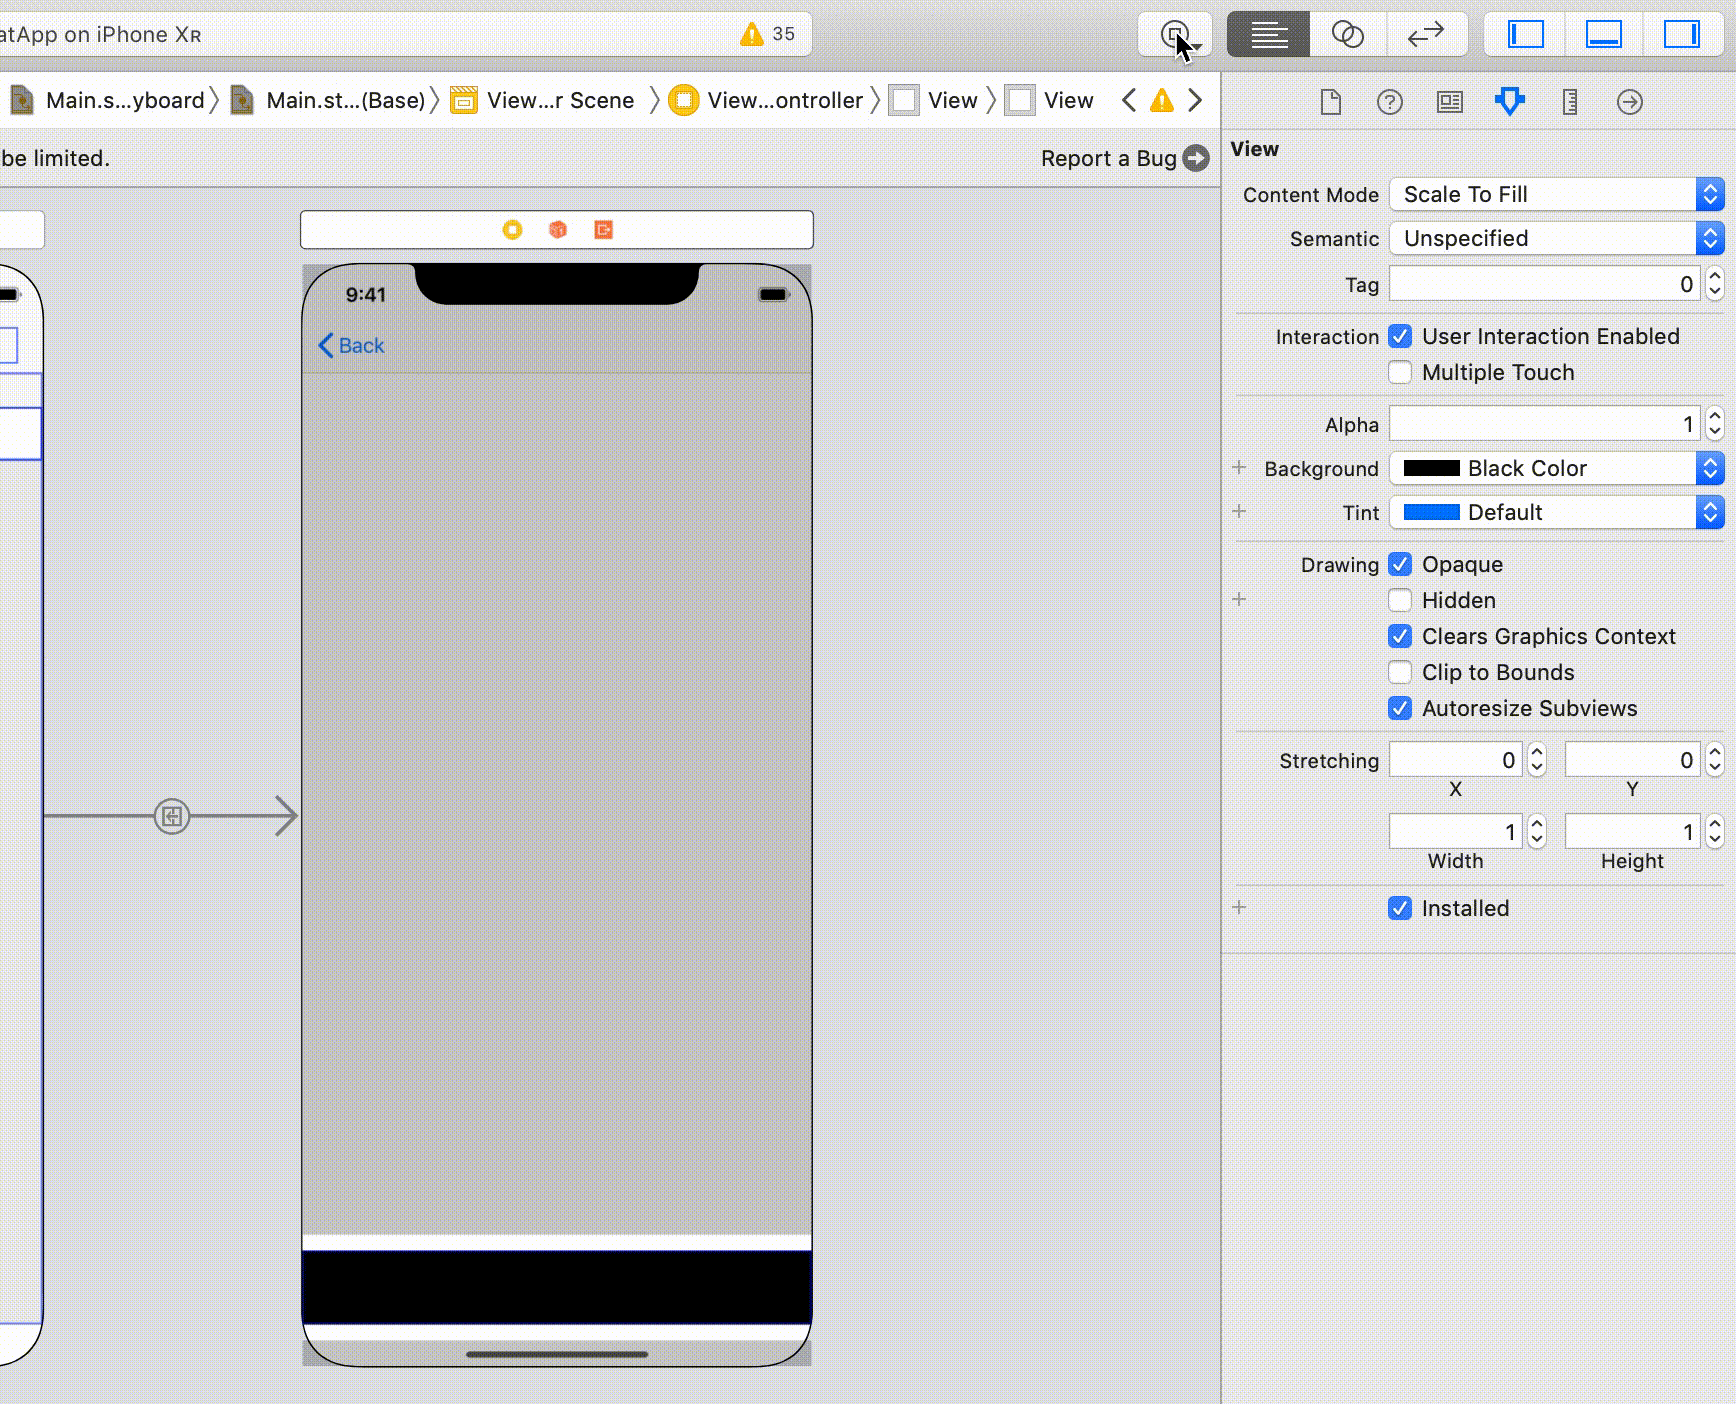 atApp on iPhone XR
35
Main.s...yboard
Main.st...(Base)
View...r Scene
View...ontroller
View
View
be limited.
Report a Bug
9:41
Back
View
Content Mode Scale To Fill
Semantic Unspecified
Tag 0
Interaction User Interaction Enabled
Multiple Touch
Alpha 1
Background Black Color
Tint Default
Drawing Opaque
Hidden
Clears Graphics Context
Clip to Bounds
Autoresize Subviews
Stretching 0 0
X Y
1 1
Width Height
Installed